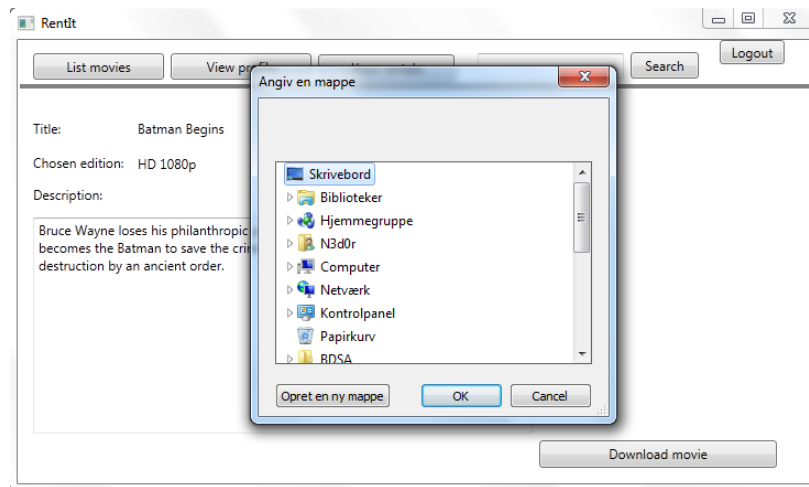 RentIt
Logout
List movies
View
Search
Angiv en mappe
Title: Batman Begins
Chosen edition: HD 1080p
Description:
Bruce Wayne loses his philanthropic
becomes the Batman to save the
destruction by an ancient order.
Skrivebord
Biblioteker
Hjemmegruppe
N3d0r
Computer
Netværk
Kontrolpanel
Papirkurv
BDSA
Opret en ny mappe
OK
Cancel
Download movie